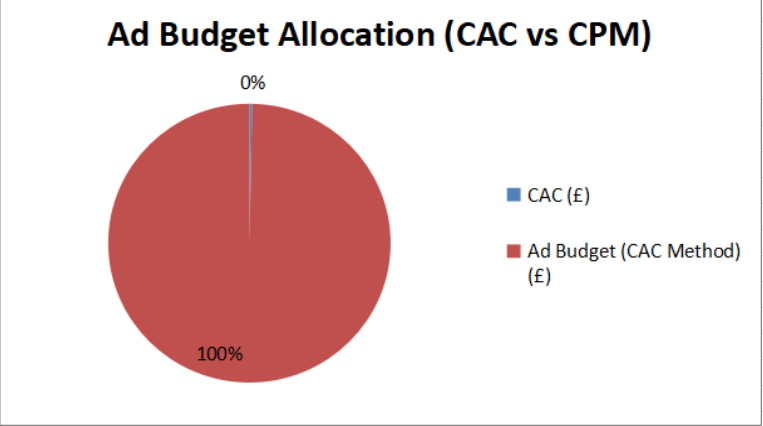 Ad Budget Allocation (CAC vs CPM)
0%
CAC (£)
Ad Budget (CAC Method)
(£)
100%